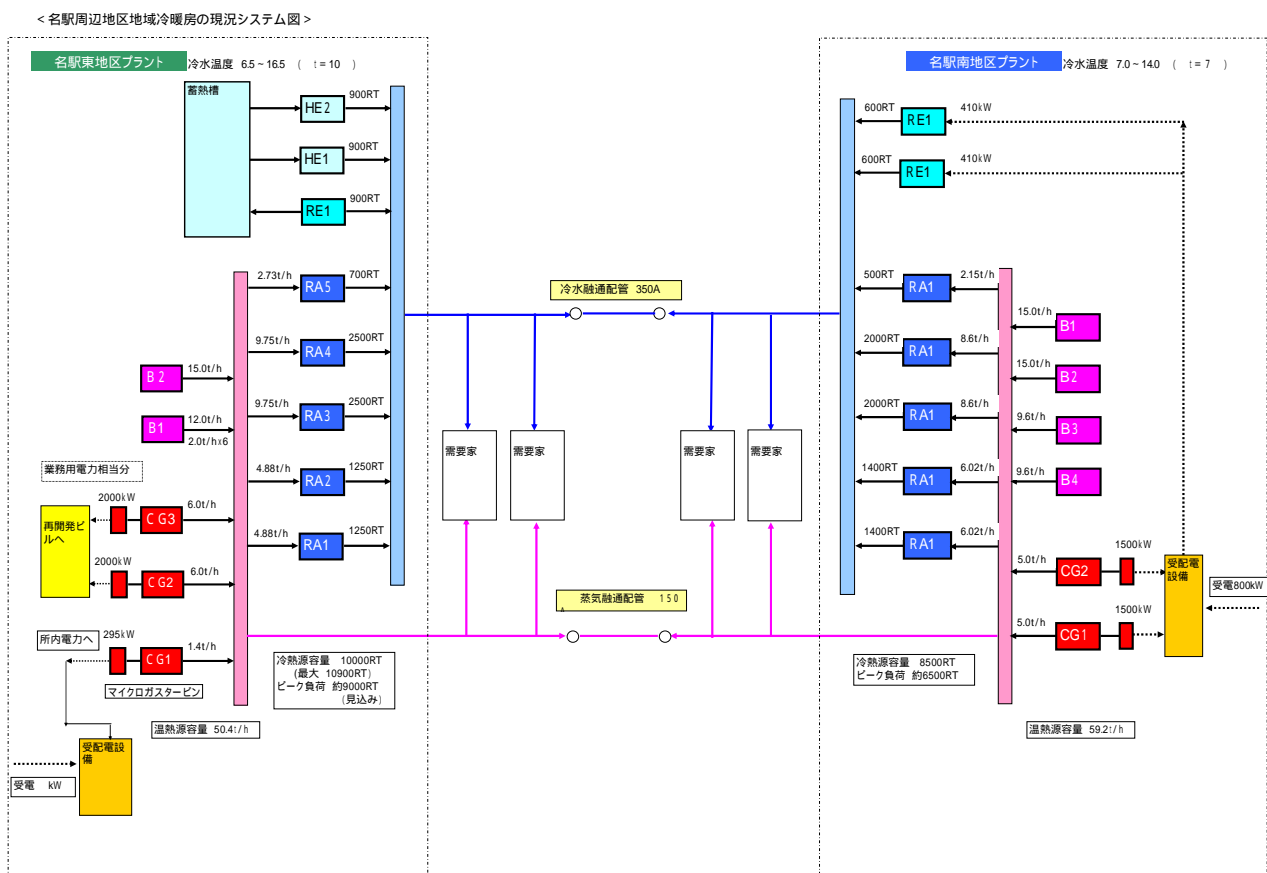 ＜名駅周辺地区地域冷暖房の現況システム図＞
名駅東地区プラント
冷水温度 6.5～16.5 ( t=10 )
蓄熱槽
HE2
900RT
HE1
900RT
RE1
900RT
2.73t/h
RA5
700RT
9.75t/h
RA4
2500RT
9.75t/h
RA3
2500RT
4.88t/h
RA2
1250RT
4.88t/h
RA1
1250RT
B2
15.0t/h
B1
12.0t/h
2.0t/h×6
業務用電力相当分
再開発ビ
ルへ
2000kW
CG3
6.0t/h
2000kW
CG2
6.0t/h
所内電力へ
295kW
CG1
1.4t/h
マイクロガスタービン
冷熱源容量 10000RT
(最大 10900RT)
ピーク負荷 約9000RT
(見込み)
温熱源容量 50.4t/h
受配電設
備
受電 kW
冷水融通配管 350A
需要家
需要家
需要家
需要家
蒸気融通配管 150
A
名駅南地区プラント
冷水温度 7.0～14.0 ( t=7 )
600RT
RE1
410kW
600RT
RE1
410kW
500RT
RA1
2.15t/h
2000RT
RA1
8.6t/h
2000RT
RA1
8.6t/h
1400RT
RA1
6.02t/h
1400RT
RA1
6.02t/h
15.0t/h
B1
15.0t/h
B2
9.6t/h
B3
9.6t/h
B4
5.0t/h
CG2
1500kW
5.0t/h
CG1
1500kW
受配電
設備
受電800kW
冷熱源容量 8500RT
ピーク負荷 約6500RT
温熱源容量 59.2t/h